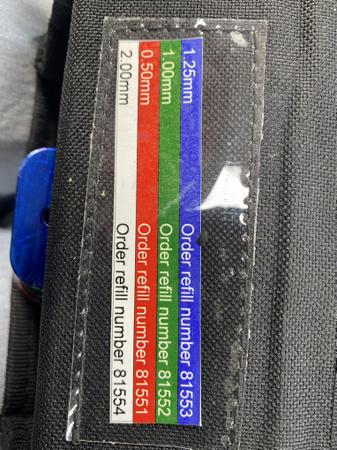 1.25mm Order refill number 81553
1.00mm Order refill number 81552
0.50mm Order refill number 81551
2.00mm Order refill number 81554